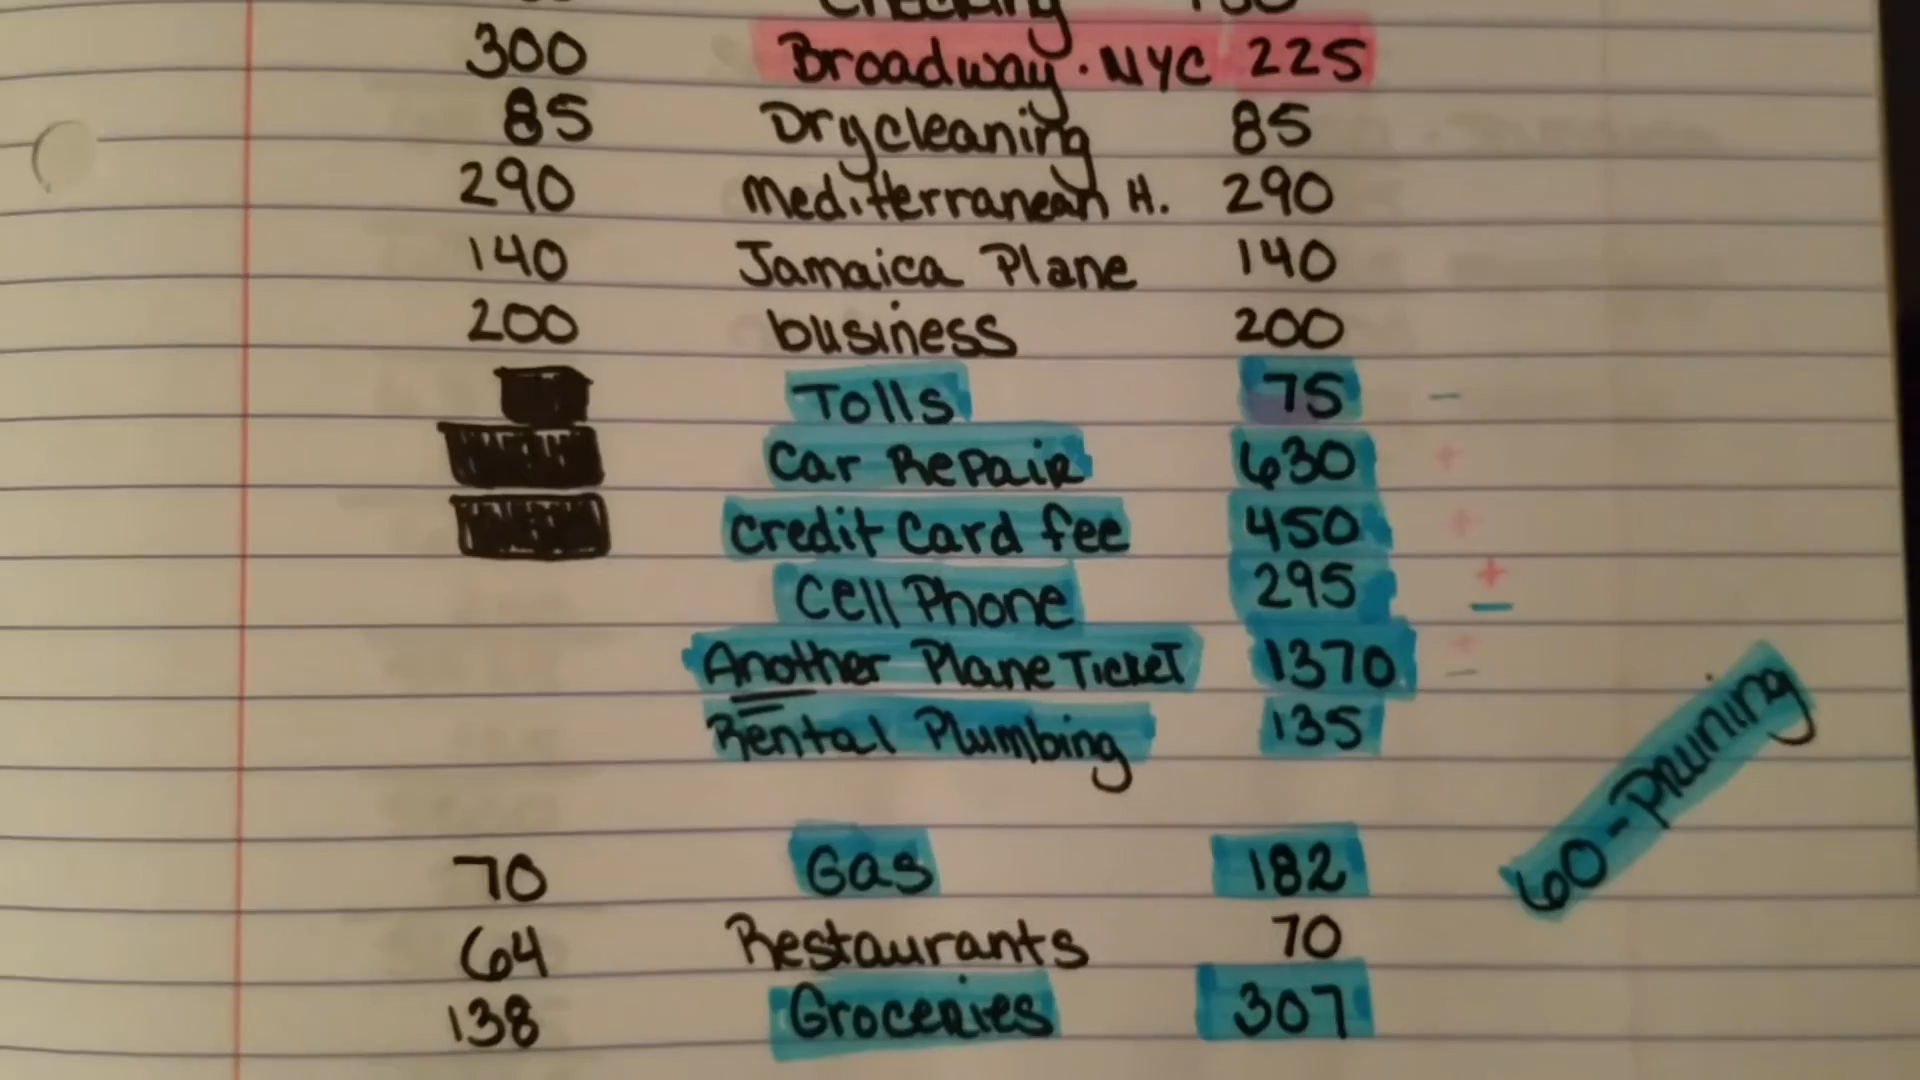 Checking
300 Broadway · NYC 225
85 Drycleaning 85
290 Mediterranean H. 290
140 Jamaica Plane 140
200 business 200
Tolls 75 -
Car Repair 630 +
Credit Card fee 450 +
Cell Phone 295 + -
Another Plane Ticket 1370 + -
Rental Plumbing 135
60 - Pruning
70 Gas 182
64 Restaurants 70
138 Groceries 307